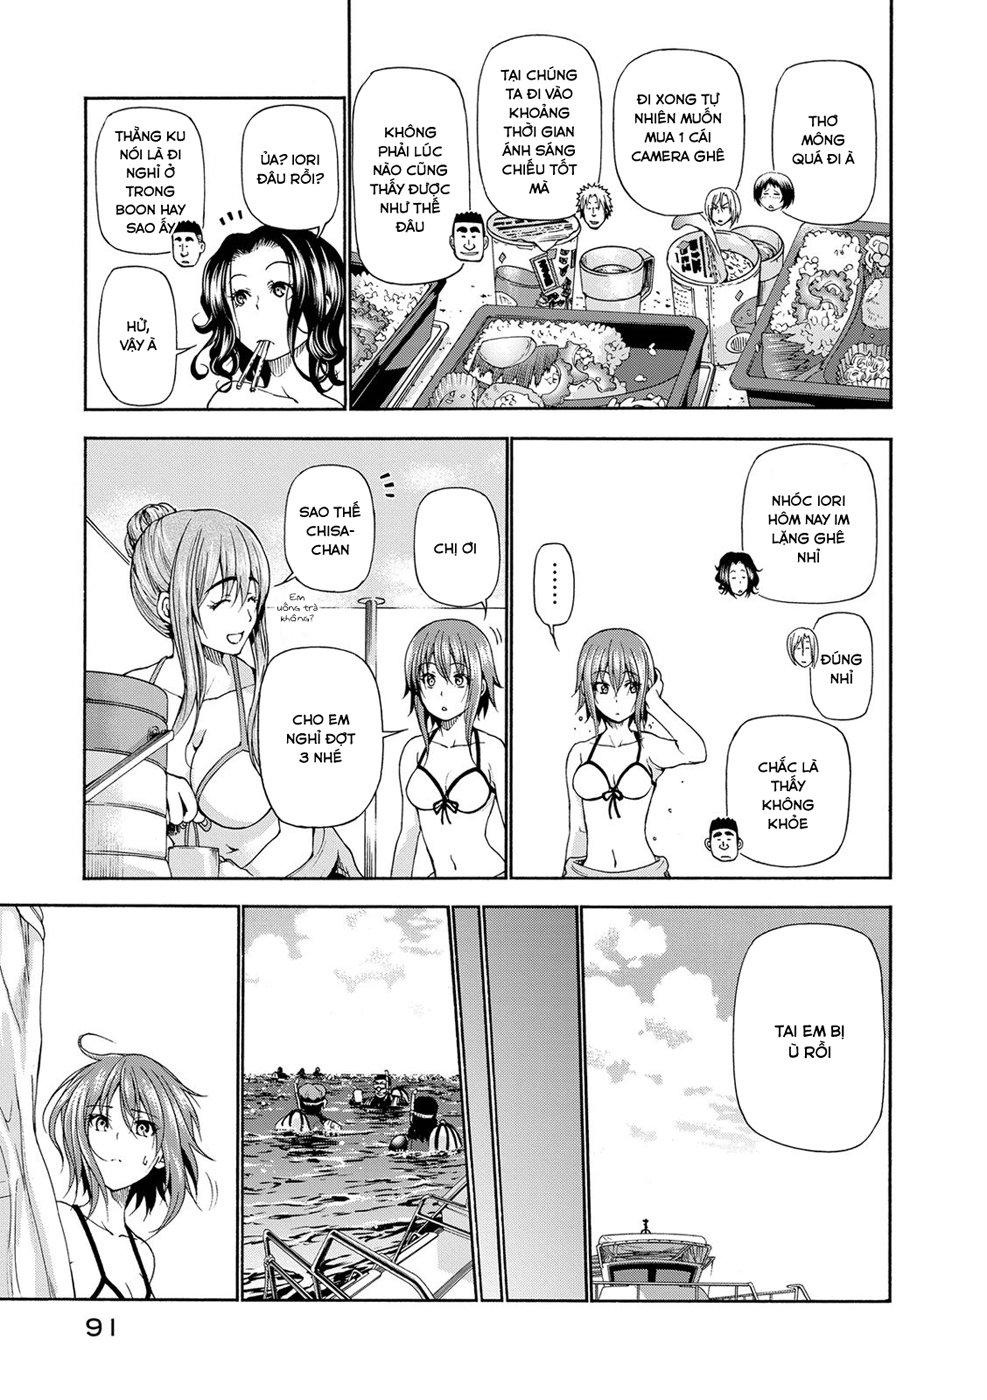 THƠ
MÔNG
QUÁ ĐI À
ĐI XONG TỰ
NHIÊN MUỐN
MUA 1 CÁI
CAMERA GHÊ
TẠI CHÚNG
TA ĐI VÀO
KHOẢNG
THỜI GIAN
ÁNH SÁNG
CHIẾU TỐT
MÀ
KHÔNG
PHẢI LÚC
NÀO CŨNG
THẤY ĐƯỢC
NHƯ THẾ
ĐÂU
ỦA? IORI
ĐÂU RỒI?
THẰNG KU
NÓI LÀ ĐI
NGHỈ Ở
TRONG
BOON HAY
SAO ẤY
HỬ,
VẬY À
NHÓC IORI
HÔM NAY IM
LẶNG GHÊ
NHỈ
ĐÚNG
NHỈ
CHẮC LÀ
THẤY
KHÔNG
KHỎE
......
CHỊ ƠI
SAO THẾ
CHISA-
CHAN
Em
uống trà
không?
CHO EM
NGHỈ ĐỢT
3 NHÉ
TAI EM BỊ
Ù RỒI
91